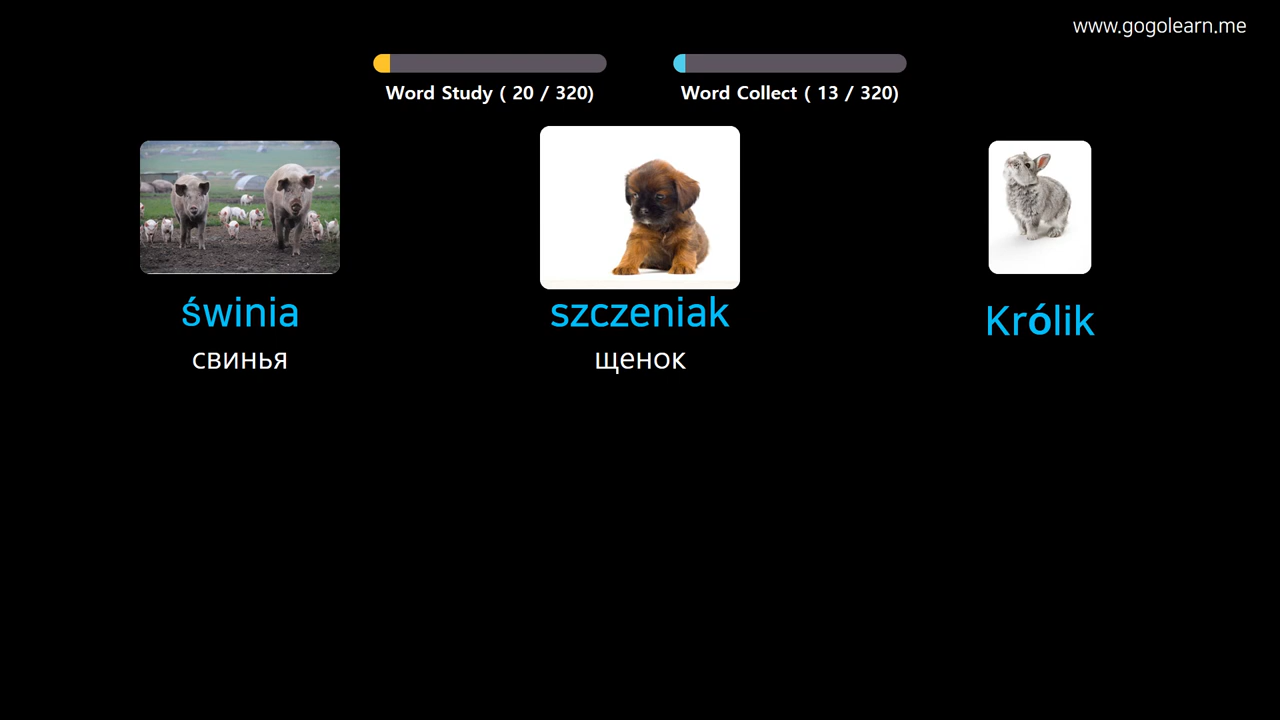 www.gogolearn.me
Word Study ( 20 / 320)
Word Collect ( 13 / 320)
świnia
свинья
szczeniak
щенок
Królik